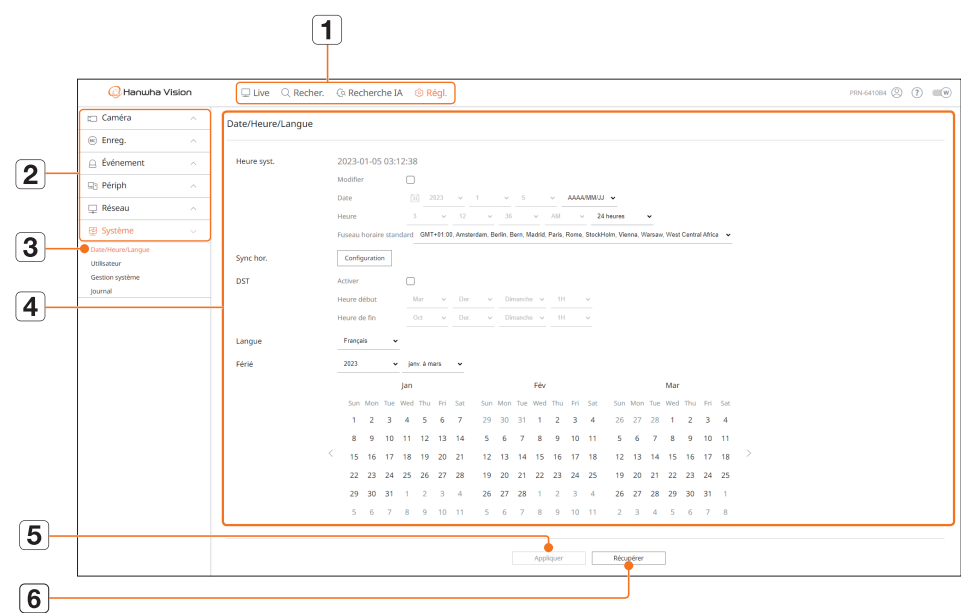 1
Hanwha Vision
Live Recher. Recherche IA Régl.
PRN-6410B4 ? W
Caméra
REC Enreg.
2
Événement
Périph
Réseau
Système
3
Date/Heure/Langue
Utilisateur
Gestion système
Journal
4
Date/Heure/Langue
Heure syst. 2023-01-05 03:12:38
Modifier
Date 2023 1 5 AAAA/MM/JJ
Heure 3 12 36 AM 24 heures
Fuseau horaire standard GMT+01:00, Amsterdam, Berlin, Bern, Madrid, Paris, Rome, StockHolm, Vienna, Warsaw, West Central Africa
Sync hor. Configuration
DST Activer
Heure début Mar Der. Dimanche 1H
Heure de fin Oct Der. Dimanche 1H
Langue Français
Férié 2023 janv. à mars
Jan Fév Mar
Sun Mon Tue Wed Thu Fri Sat Sun Mon Tue Wed Thu Fri Sat Sun Mon Tue Wed Thu Fri Sat
1 2 3 4 5 6 7 29 30 31 1 2 3 4 26 27 28 1 2 3 4
8 9 10 11 12 13 14 5 6 7 8 9 10 11 5 6 7 8 9 10 11
< 15 16 17 18 19 20 21 12 13 14 15 16 17 18 12 13 14 15 16 17 18 >
22 23 24 25 26 27 28 19 20 21 22 23 24 25 19 20 21 22 23 24 25
29 30 31 1 2 3 4 26 27 28 1 2 3 4 26 27 28 29 30 31 1
5 6 7 8 9 10 11 5 6 7 8 9 10 11 2 3 4 5 6 7 8
5
Appliquer Récupérer
6